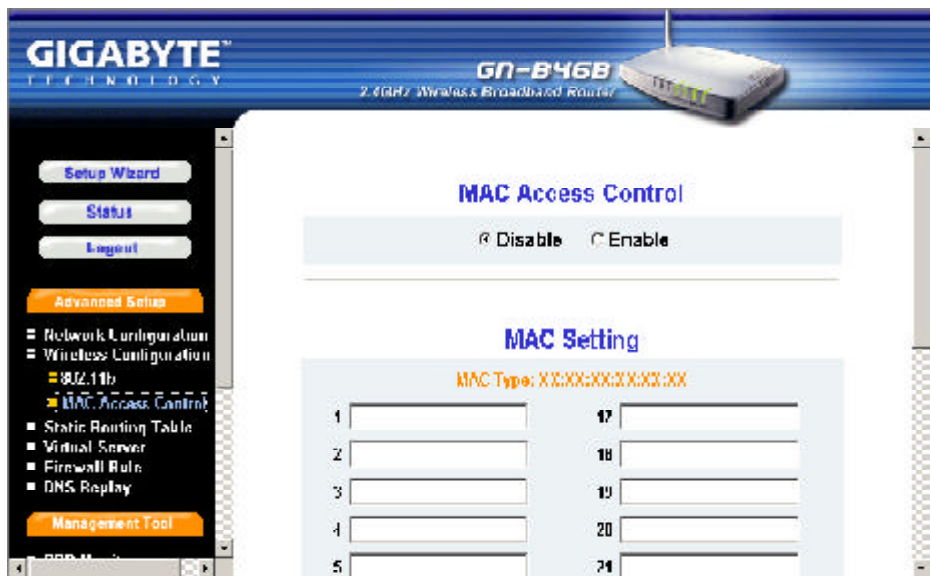 GIGABYTE™
TECHNOLOGY
GN-B46B
2.4GHz Wireless Broadband Router
Setup Wizard
Status
Logout
Advanced Setup
Network Configuration
Wireless Configuration
802.11b
MAC Access Control
Static Routing Table
Virtual Server
Firewall Rule
DNS Replay
Management Tool
MAC Access Control
Disable
Enable
MAC Setting
MAC Type: XX:XX:XX:XX:XX:XX
1
17
2
18
3
19
4
20
5
21